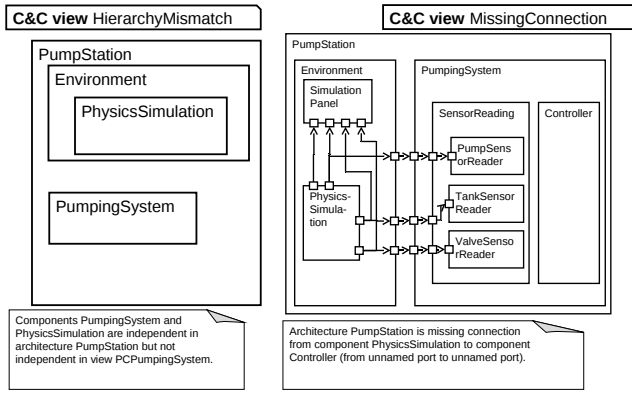 C&C view HierarchyMismatch
PumpStation
Environment
PhysicsSimulation
PumpingSystem
Components PumpingSystem and
PhysicsSimulation are independent in
architecture PumpStation but not
independent in view PCPumpingSystem.
C&C view MissingConnection
PumpStation
Environment
Simulation
Panel
Physics-
Simula-
tion
PumpingSystem
SensorReading
PumpSens
orReader
TankSensor
Reader
ValveSenso
rReader
Controller
Architecture PumpStation is missing connection
from component PhysicsSimulation to component
Controller (from unnamed port to unnamed port).